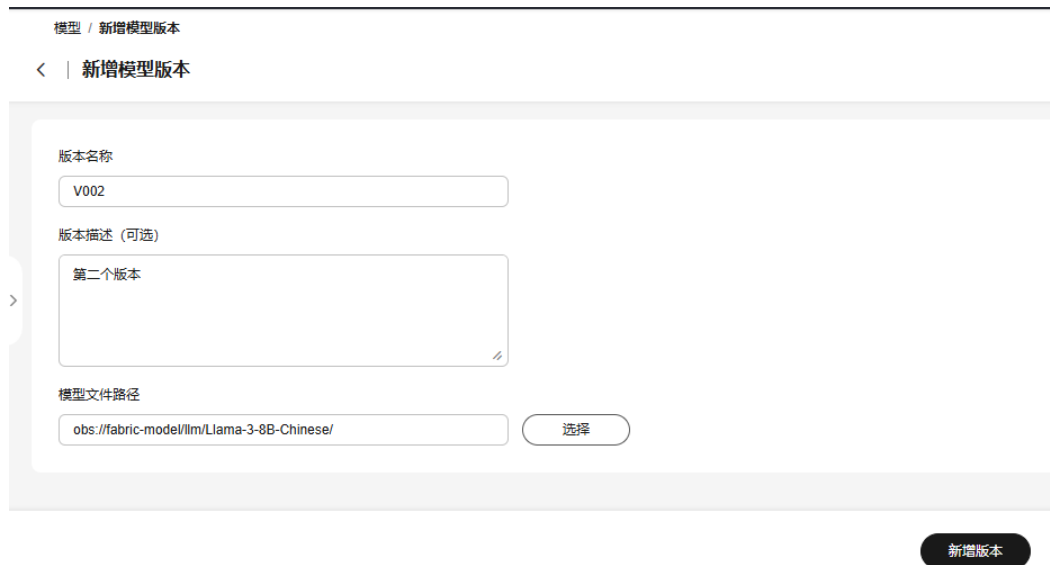 模型 / 新增模型版本
新增模型版本
版本名称
V002
版本描述（可选）
第二个版本
模型文件路径
obs://fabric-model/llm/Llama-3-8B-Chinese/
选择
新增版本